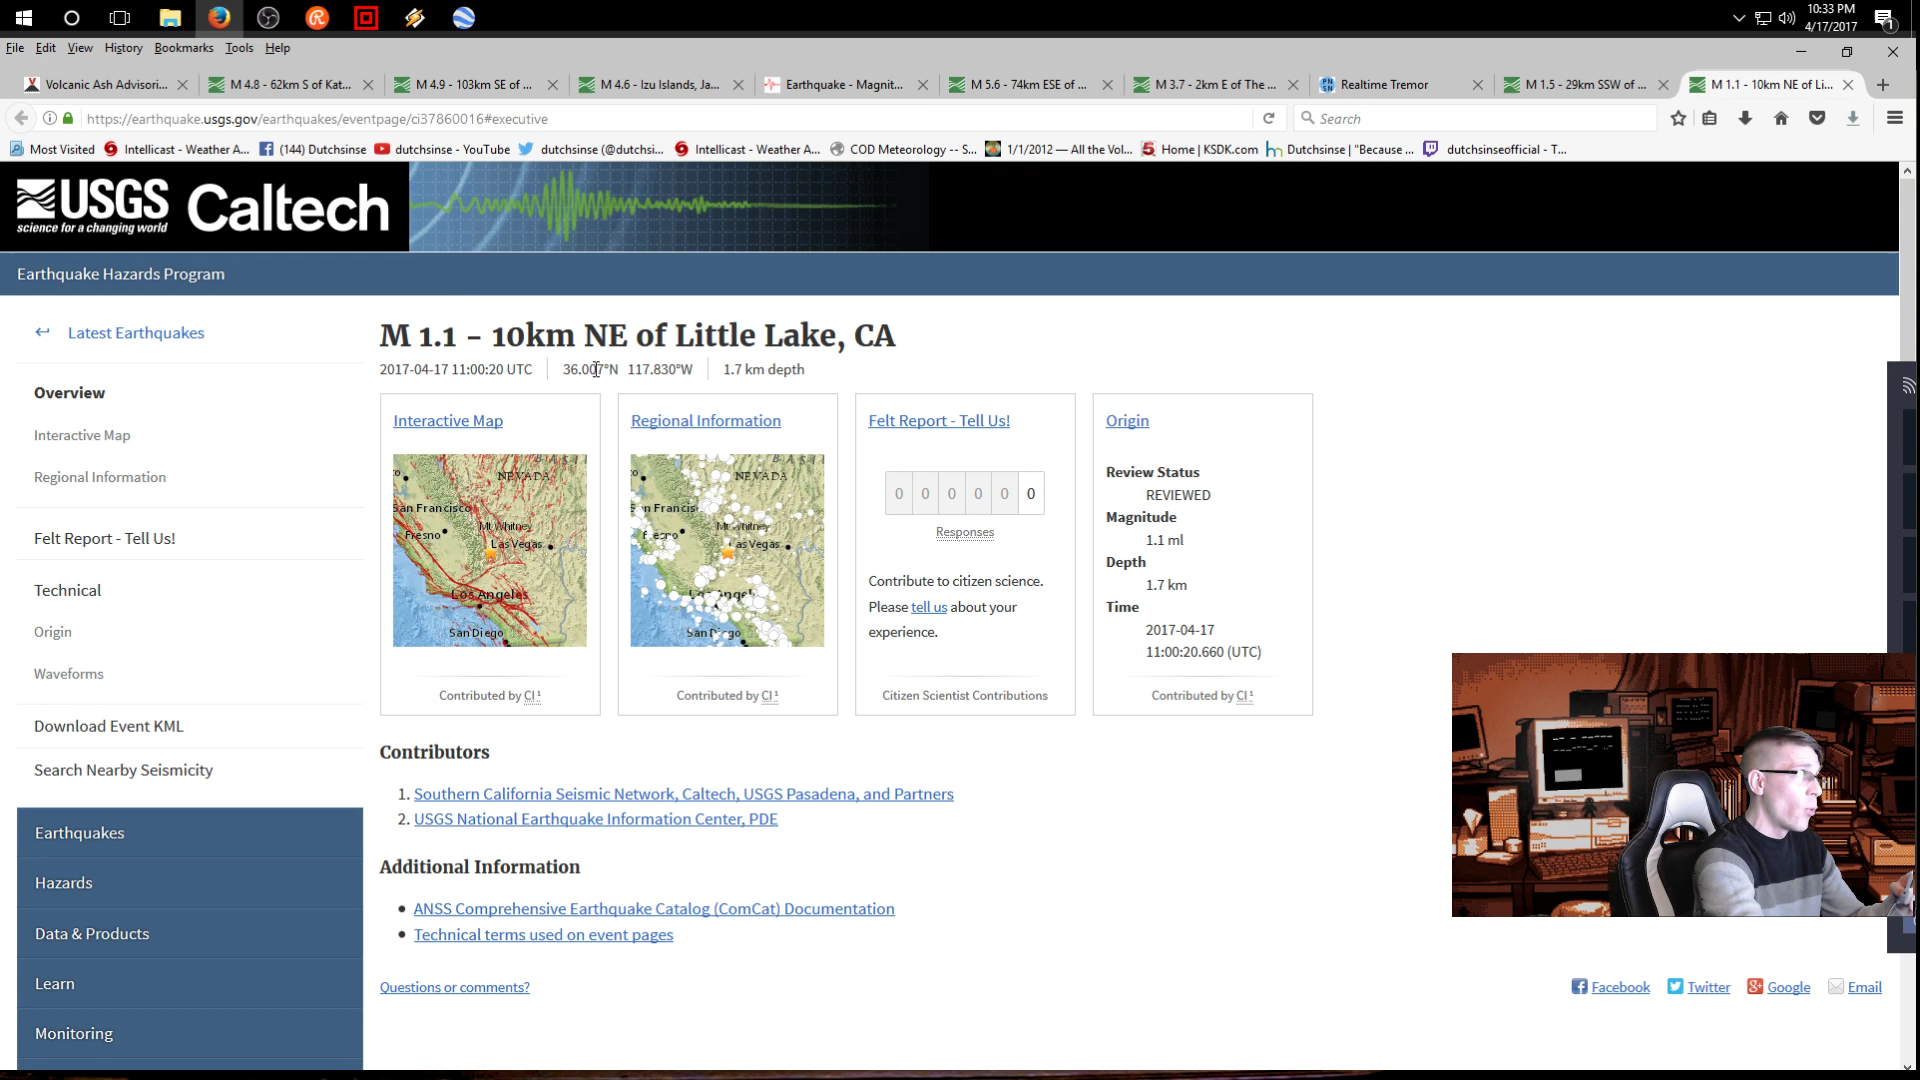 10:33 PM
4/17/2017
1
File Edit View History Bookmarks Tools Help
Volcanic Ash Advisori... M 4.8 - 62km S of Kat... M 4.9 - 103km SE of ... M 4.6 - Izu Islands, Ja... Earthquake - Magnit... M 5.6 - 74km ESE of ... M 3.7 - 2km E of The ... Realtime Tremor M 1.5 - 29km SSW of ... M 1.1 - 10km NE of Li...
https://earthquake.usgs.gov/earthquakes/eventpage/ci37860016#executive Search
Most Visited Intellicast - Weather A... (144) Dutchsinse dutchsinse - YouTube dutchsinse (@dutchsi... Intellicast - Weather A... COD Meteorology -- S... 1/1/2012 — All the Vol... Home | KSDK.com Dutchsinse | "Because ... dutchsinseofficial - T...
USGS Caltech
science for a changing world
Earthquake Hazards Program
Latest Earthquakes
Overview
Interactive Map
Regional Information
Felt Report - Tell Us!
Technical
Origin
Waveforms
Download Event KML
Search Nearby Seismicity
Earthquakes
Hazards
Data & Products
Learn
Monitoring
M 1.1 - 10km NE of Little Lake, CA
2017-04-17 11:00:20 UTC 36.007°N 117.830°W 1.7 km depth
Interactive Map
NEVADA
San Francisco
Mt Whitney
Fresno
Las Vegas
Los Angeles
San Diego
Contributed by CI 1
Regional Information
NEVADA
Mt Whitney
Contributed by CI 1
Felt Report - Tell Us!
0 0 0 0 0 0
Responses
Contribute to citizen science.
Please tell us about your
experience.
Citizen Scientist Contributions
Origin
Review Status
REVIEWED
Magnitude
1.1 ml
Depth
1.7 km
Time
2017-04-17
11:00:20.660 (UTC)
Contributed by CI 1
Contributors
1. Southern California Seismic Network, Caltech, USGS Pasadena, and Partners
2. USGS National Earthquake Information Center, PDE
Additional Information
ANSS Comprehensive Earthquake Catalog (ComCat) Documentation
Technical terms used on event pages
Questions or comments?
Facebook Twitter Google Email